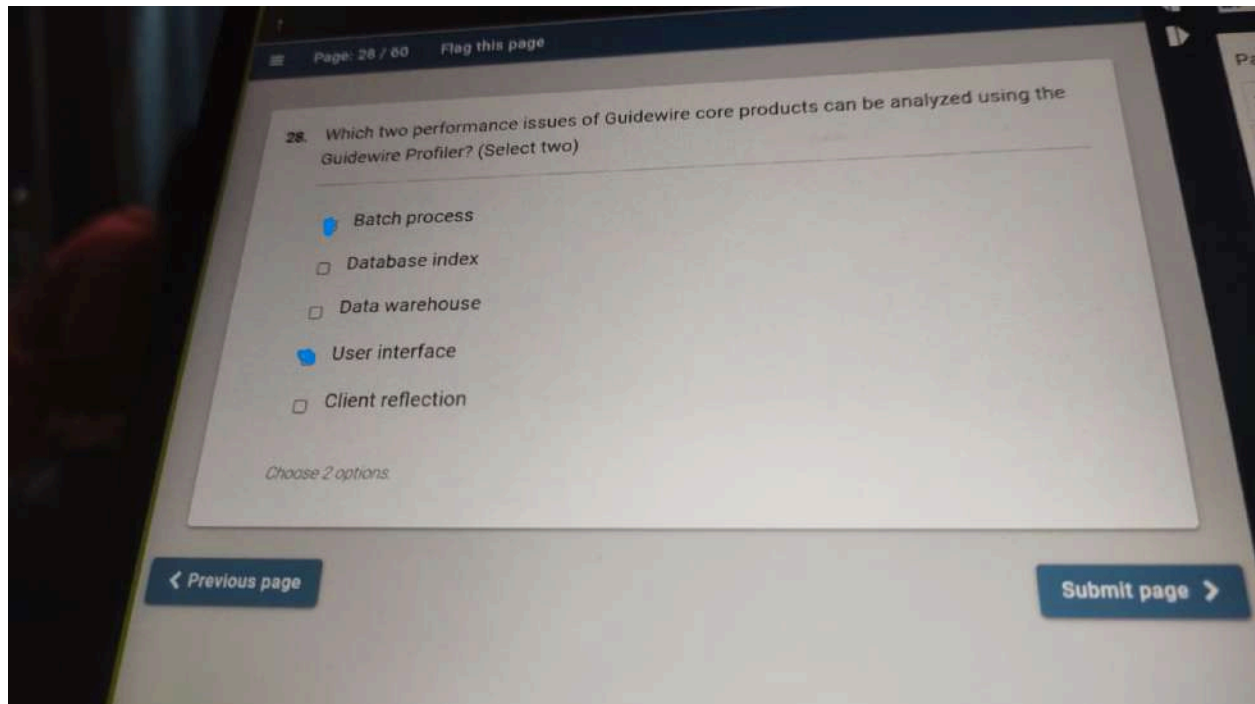 Page: 28 / 60 Flag this page
28. Which two performance issues of Guidewire core products can be analyzed using the
Guidewire Profiler? (Select two)
Batch process
Database index
Data warehouse
User interface
Client reflection
Choose 2 options.
Previous page
Submit page